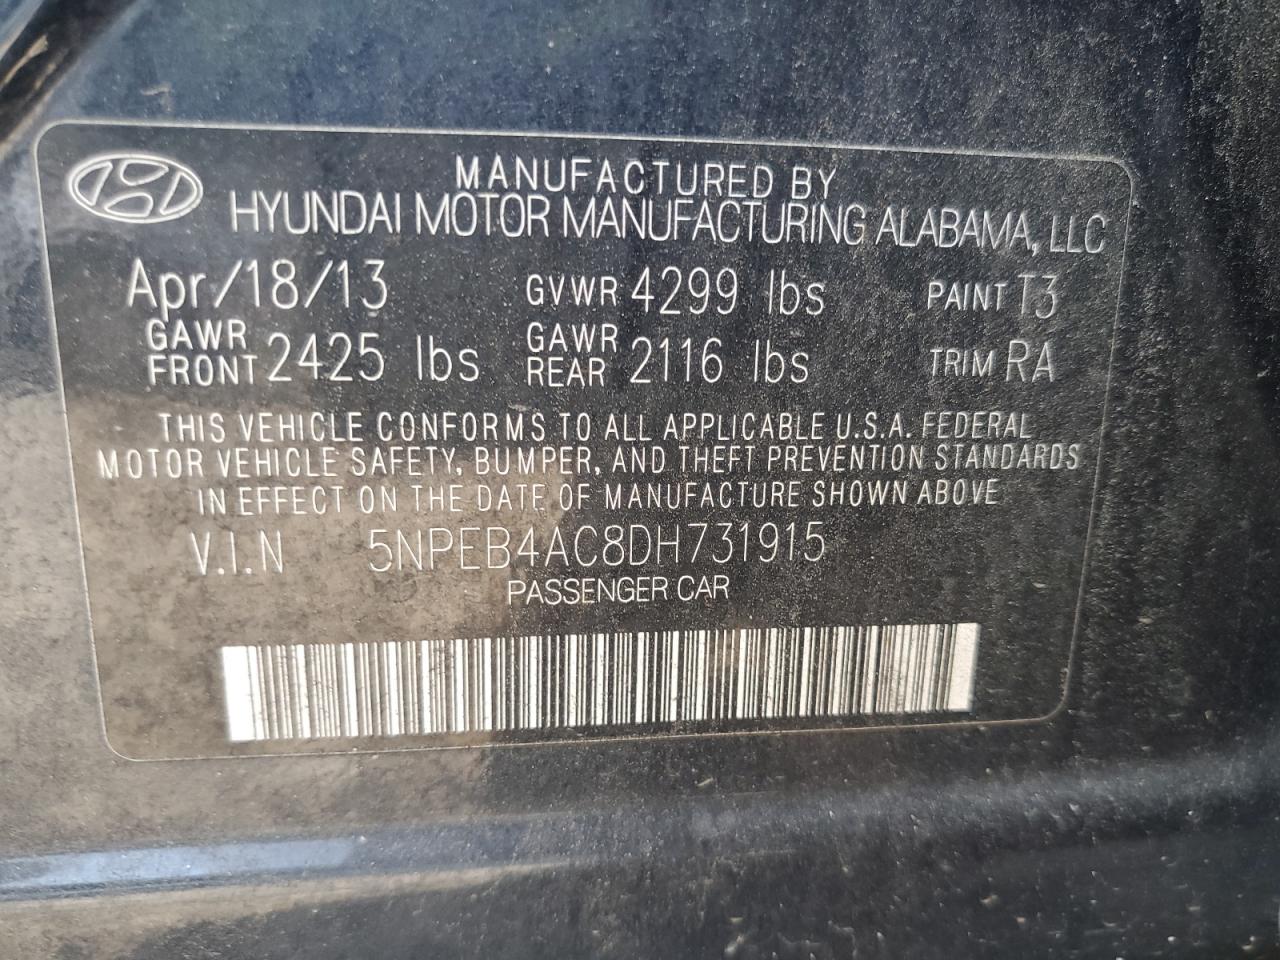 MANUFACTURED BY
HYUNDAI MOTOR MANUFACTURING ALABAMA, LLC
Apr/18/13 GVWR 4299 lbs PAINT T3
GAWR FRONT 2425 lbs GAWR REAR 2116 lbs TRIM RA
THIS VEHICLE CONFORMS TO ALL APPLICABLE U.S.A. FEDERAL
MOTOR VEHICLE SAFETY, BUMPER, AND THEFT PREVENTION STANDARDS
IN EFFECT ON THE DATE OF MANUFACTURE SHOWN ABOVE
V.I.N 5NPEB4AC8DH731915
PASSENGER CAR